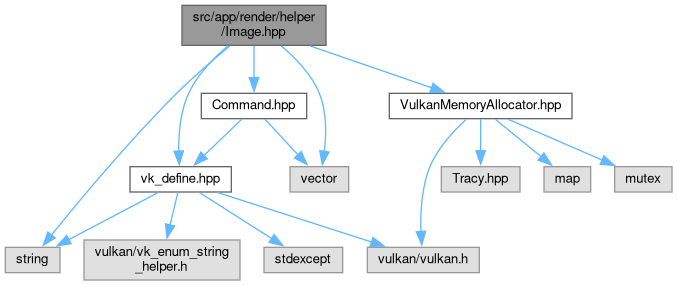 src/app/render/helper
/Image.hpp
Command.hpp
VulkanMemoryAllocator.hpp
vk_define.hpp
vector
Tracy.hpp
map
mutex
string
vulkan/vk_enum_string
_helper.h
stdexcept
vulkan/vulkan.h